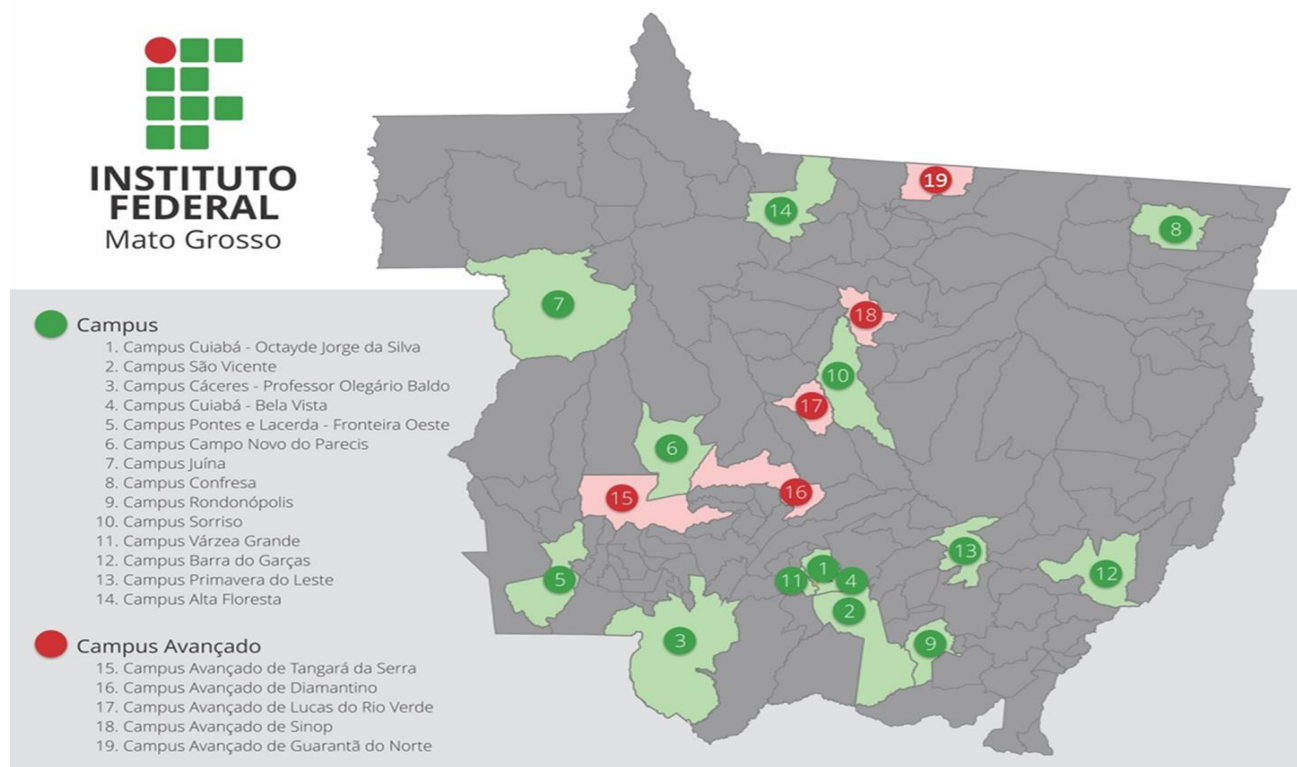 INSTITUTO
FEDERAL
Mato Grosso
Campus
1. Campus Cuiabá - Octayde Jorge da Silva
2. Campus São Vicente
3. Campus Cáceres - Professor Olegário Baldo
4. Campus Cuiabá - Bela Vista
5. Campus Pontes e Lacerda - Fronteira Oeste
6. Campus Campo Novo do Parecis
7. Campus Juína
8. Campus Confresa
9. Campus Rondonópolis
10. Campus Sorriso
11. Campus Várzea Grande
12. Campus Barra do Garças
13. Campus Primavera do Leste
14. Campus Alta Floresta
Campus Avançado
15. Campus Avançado de Tangará da Serra
16. Campus Avançado de Diamantino
17. Campus Avançado de Lucas do Rio Verde
18. Campus Avançado de Sinop
19. Campus Avançado de Guarantã do Norte
19
14
8
7
18
10
17
6
15
16
13
1
12
5
11
4
2
3
9